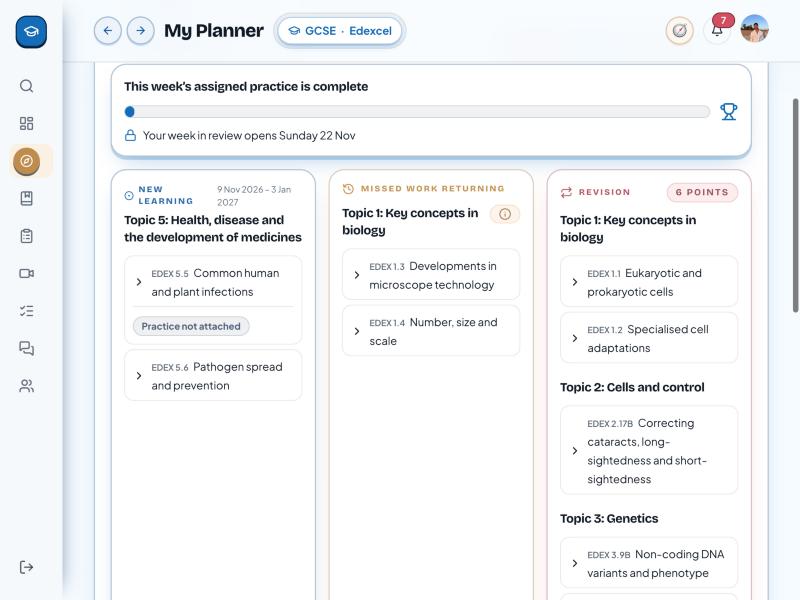 My Planner
GCSE · Edexcel
7
This week's assigned practice is complete
Your week in review opens Sunday 22 Nov
NEW
LEARNING
9 Nov 2026 – 3 Jan
2027
Topic 5: Health, disease and
the development of medicines
EDEX 5.5 Common human
and plant infections
Practice not attached
EDEX 5.6 Pathogen spread
and prevention
MISSED WORK RETURNING
Topic 1: Key concepts in
biology
EDEX 1.3 Developments in
microscope technology
EDEX 1.4 Number, size and
scale
REVISION
6 POINTS
Topic 1: Key concepts in
biology
EDEX 1.1 Eukaryotic and
prokaryotic cells
EDEX 1.2 Specialised cell
adaptations
Topic 2: Cells and control
EDEX 2.17B Correcting
cataracts, long-
sightedness and short-
sightedness
Topic 3: Genetics
EDEX 3.9B Non-coding DNA
variants and phenotype